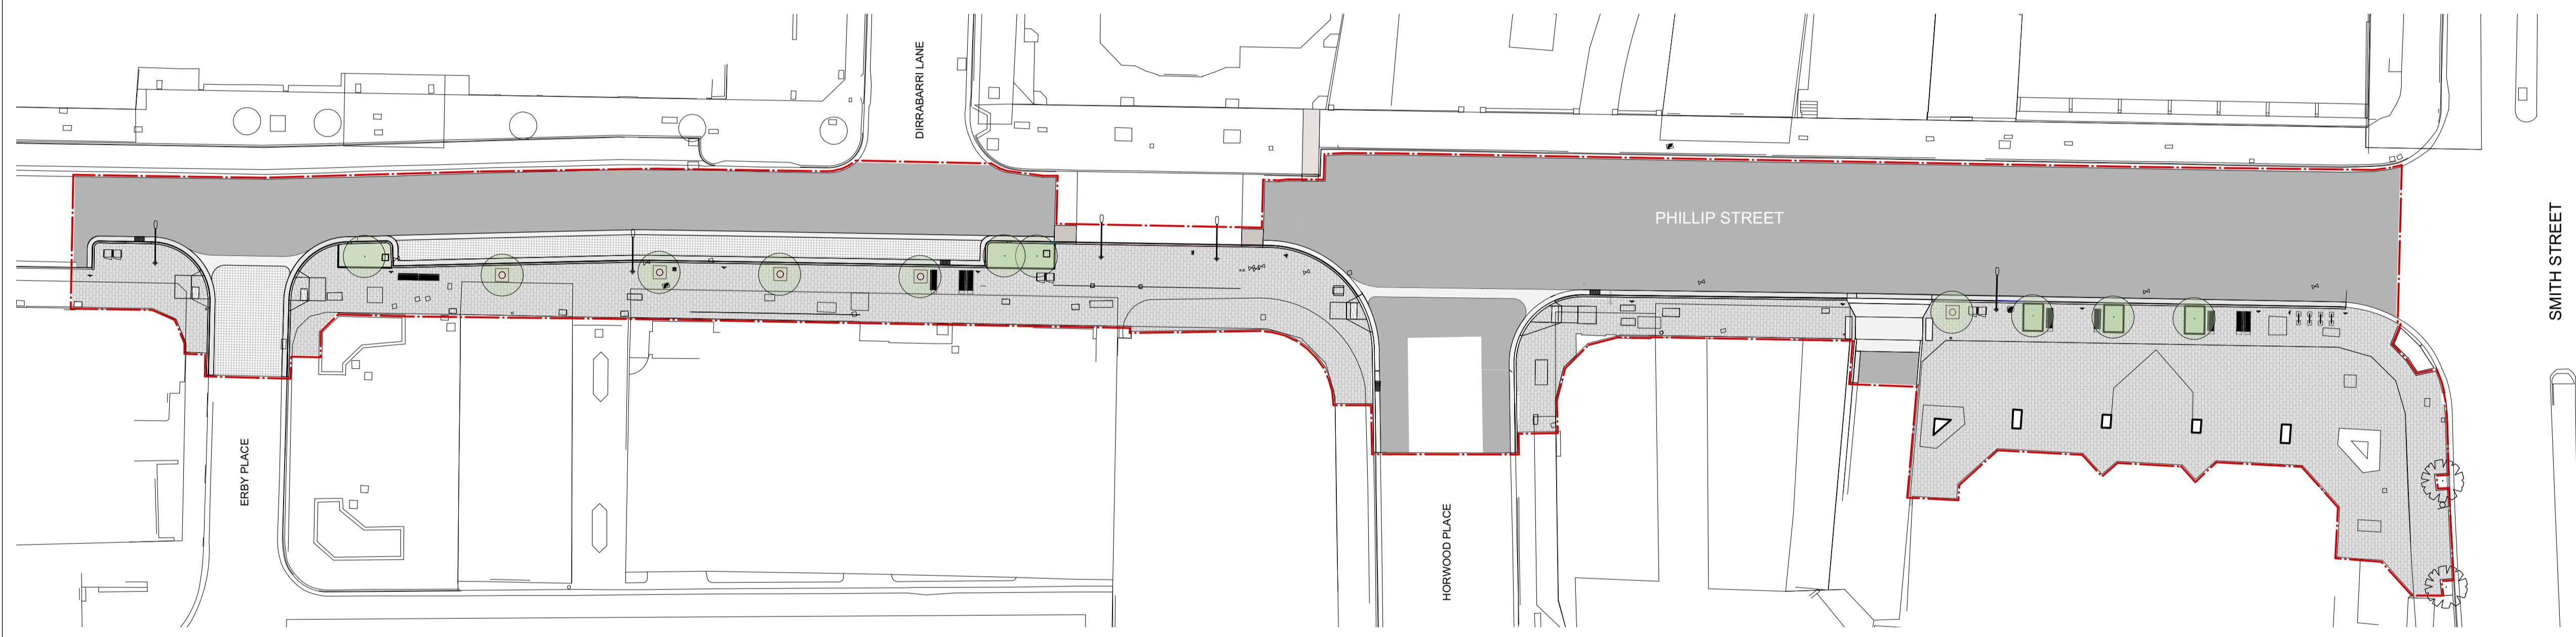 DIRRABARRI LANE
PHILLIP STREET
SMITH STREET
ERBY PLACE
HORWOOD PLACE